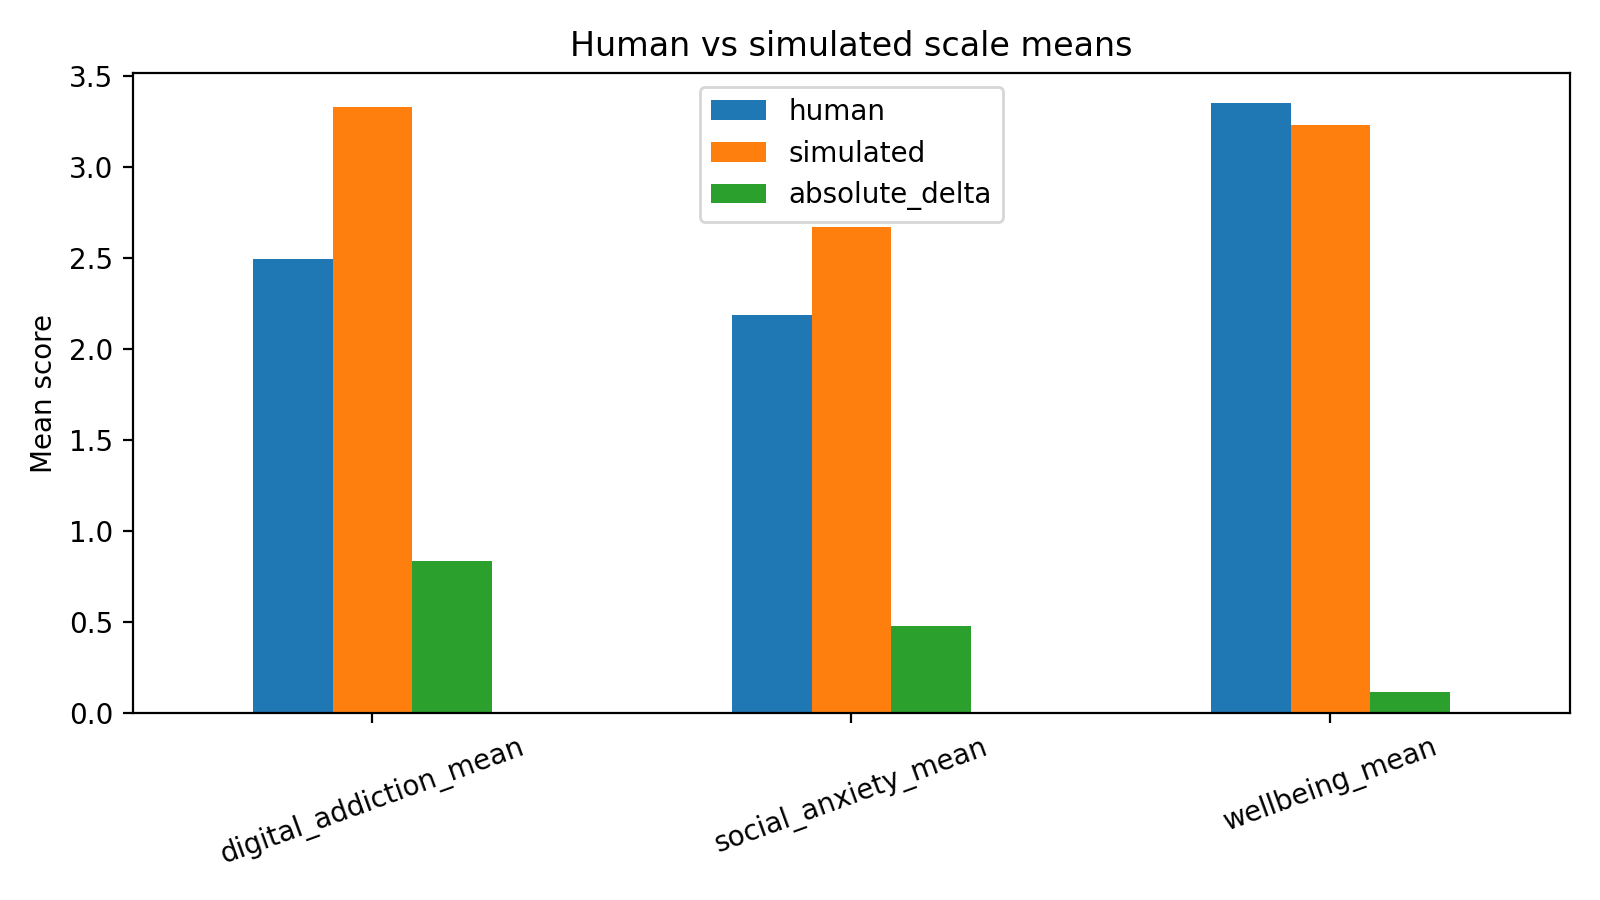 Human vs simulated scale means
human
simulated
absolute_delta
Mean score
3.5
3.0
2.5
2.0
1.5
1.0
0.5
0.0
digital_addiction_mean
social_anxiety_mean
wellbeing_mean